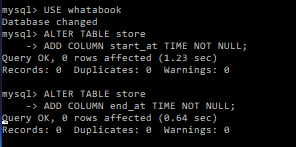 mysql> USE whatabook
Database changed
mysql> ALTER TABLE store
    -> ADD COLUMN start_at TIME NOT NULL;
Query OK, 0 rows affected (1.23 sec)
Records: 0  Duplicates: 0  Warnings: 0

mysql> ALTER TABLE store
    -> ADD COLUMN end_at TIME NOT NULL;
Query OK, 0 rows affected (0.64 sec)
Records: 0  Duplicates: 0  Warnings: 0